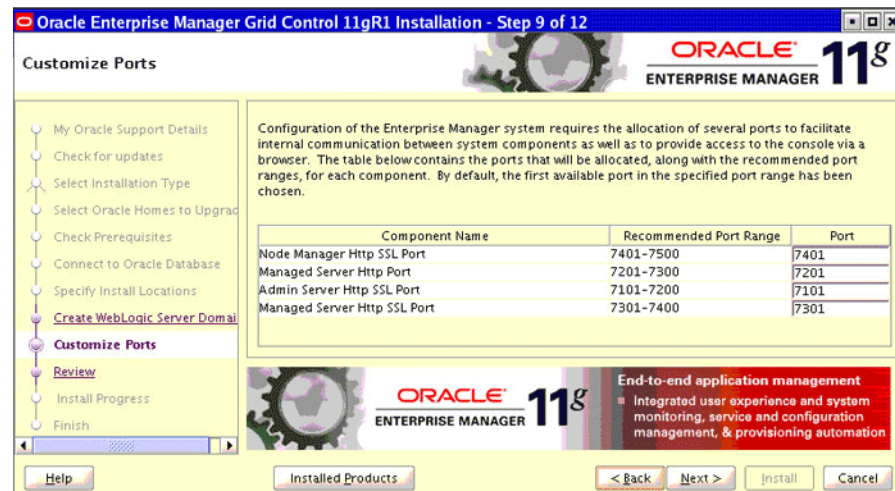 Oracle Enterprise Manager Grid Control 11gR1 Installation - Step 9 of 12
Customize Ports
ORACLE
ENTERPRISE MANAGER 11g
My Oracle Support Details
Check for updates
Select Installation Type
Select Oracle Homes to Upgrad
Check Prerequisites
Connect to Oracle Database
Specify Install Locations
Create WebLogic Server Domai
Customize Ports
Review
Install Progress
Finish
Configuration of the Enterprise Manager system requires the allocation of several ports to facilitate
internal communication between system components as well as to provide access to the console via a
browser. The table below contains the ports that will be allocated, along with the recommended port
ranges, for each component. By default, the first available port in the specified port range has been
chosen.
Component Name Recommended Port Range Port
Node Manager Http SSL Port 7401-7500 7401
Managed Server Http Port 7201-7300 7201
Admin Server Http SSL Port 7101-7200 7101
Managed Server Http SSL Port 7301-7400 7301
ORACLE
ENTERPRISE MANAGER 11g
End-to-end application management
Integrated user experience and system
monitoring, service and configuration
management, & provisioning automation
Help Installed Products < Back Next > Install Cancel